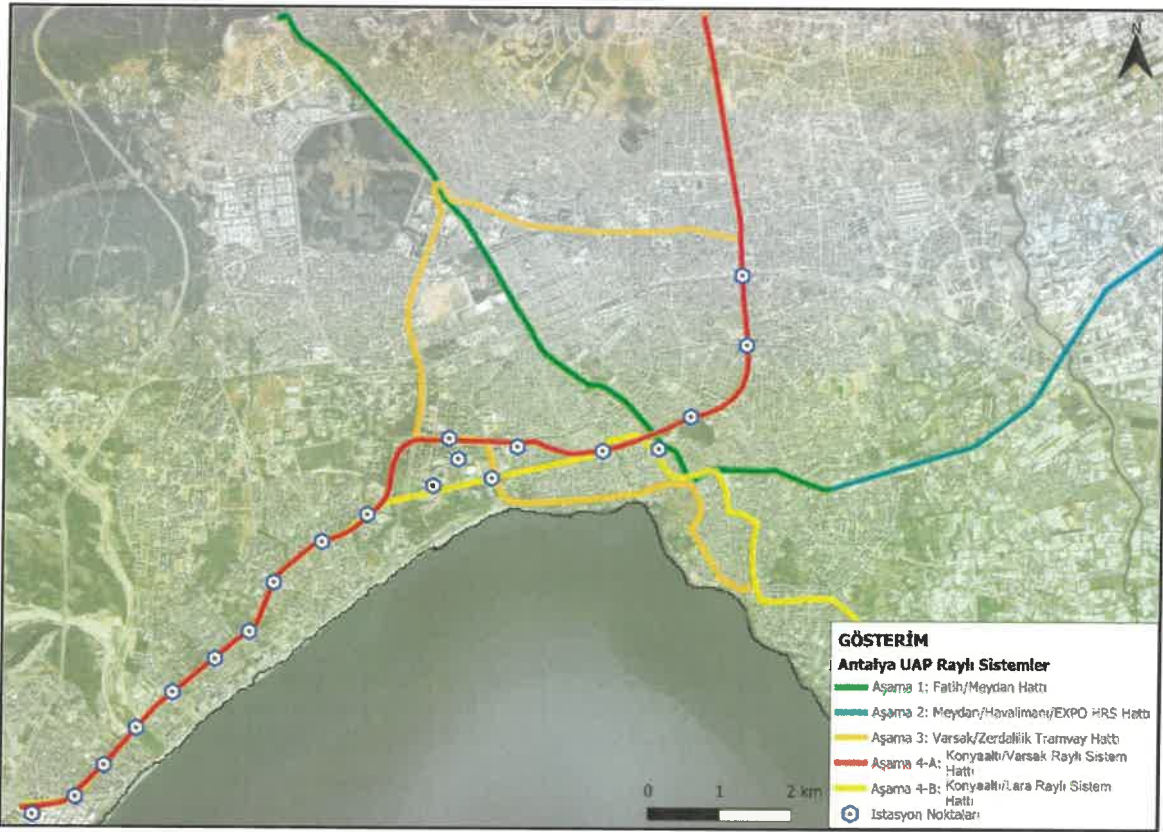 N
0 1 2 km
GÖSTERİM
Antalya UAP Raylı Sistemler
Aşama 1: Fatih/Meydan Hattı
Aşama 2: Meydan/Havalimanı/EXPO HRS Hattı
Aşama 3: Varsak/Zerdalilik Tramvay Hattı
Aşama 4-A: Konyaaltı/Varsak Raylı Sistem
Hattı
Aşama 4-B: Konyaaltı/Lara Raylı Sistem
Hattı
İstasyon Noktaları